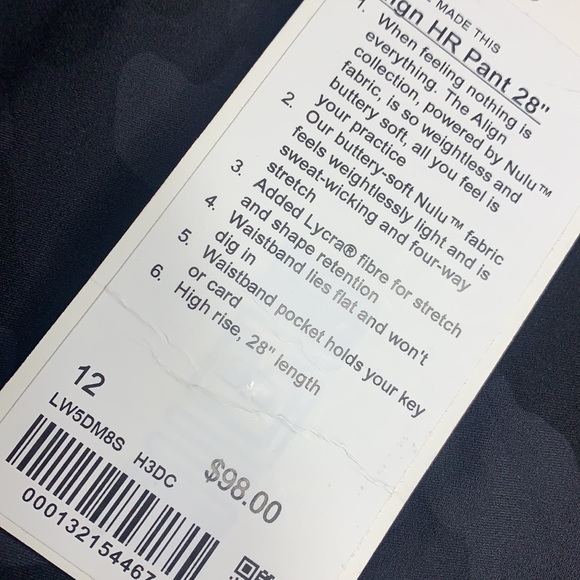 MADE THIS
Align HR Pant 28"
1. When feeling nothing is
everything. The Align
collection, powered by Nulu™
fabric, is so weightless and
buttery soft, all you feel is
your practice
2. Our buttery-soft Nulu™ fabric
feels weightlessly light and is
sweat-wicking and four-way
stretch
3. Added Lycra® fibre for stretch
and shape retention
4. Waistband lies flat and won't
dig in
5. Waistband pocket holds your key
or card
6. High rise, 28" length
12
LW5DM8S H3DC
$98.00
000132154467